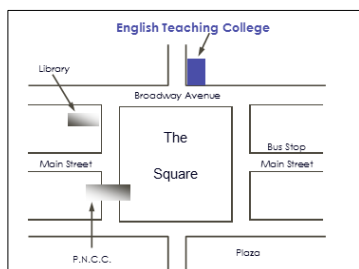 English Teaching College
Library
Broadway Avenue
The
Square
Bus Stop
Main Street
Main Street
P.N.C.C.
Plaza